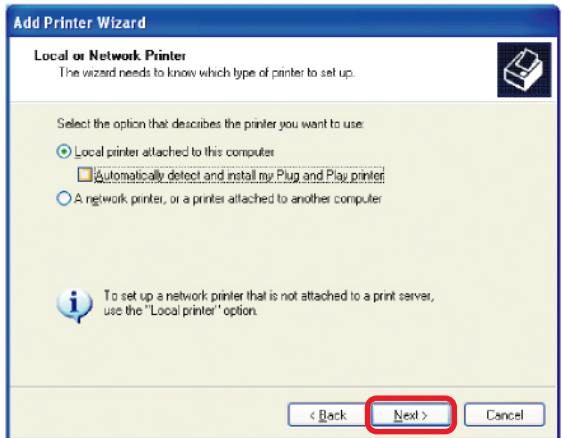 Add Printer Wizard
Local or Network Printer
The wizard needs to know which type of printer to set up.
Select the option that describes the printer you want to use:
Local printer attached to this computer
Automatically detect and install my Plug and Play printer
A network printer, or a printer attached to another computer
To set up a network printer that is not attached to a print server,
use the "Local printer" option.
< Back Next > Cancel